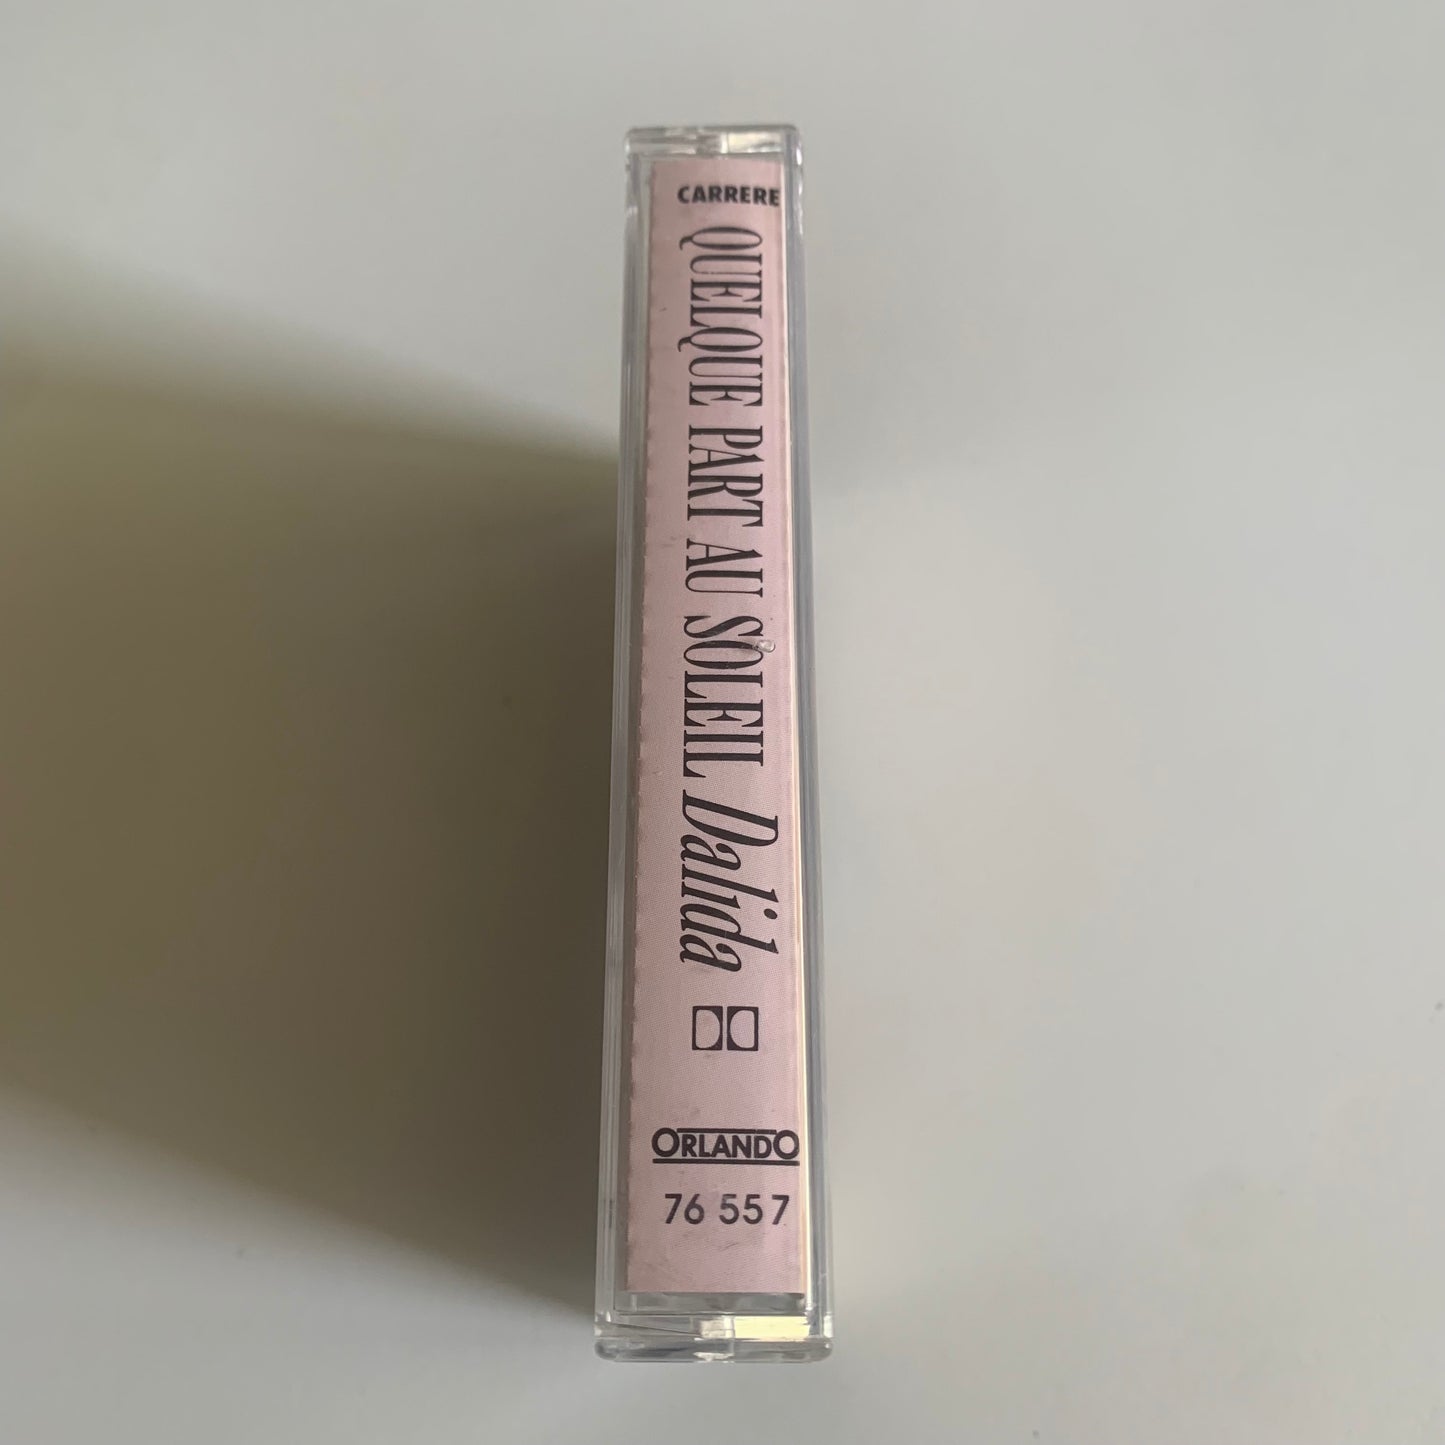 CARRERE
QUELQUE PART AU SOLEIL Dalida
ORLANDO
76 557